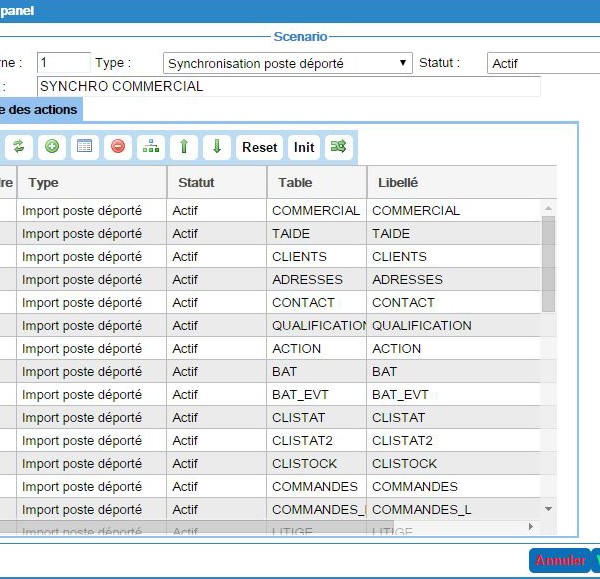 panel
Scenario
rne : 1 Type : Synchronisation poste déporté Statut : Actif
: SYNCHRO COMMERCIAL
e des actions
Reset Init
re Type Statut Table Libellé
Import poste déporté Actif COMMERCIAL COMMERCIAL
Import poste déporté Actif TAIDE TAIDE
Import poste déporté Actif CLIENTS CLIENTS
Import poste déporté Actif ADRESSES ADRESSES
Import poste déporté Actif CONTACT CONTACT
Import poste déporté Actif QUALIFICATION QUALIFICATION
Import poste déporté Actif ACTION ACTION
Import poste déporté Actif BAT BAT
Import poste déporté Actif BAT_EVT BAT_EVT
Import poste déporté Actif CLISTAT CLISTAT
Import poste déporté Actif CLISTAT2 CLISTAT2
Import poste déporté Actif CLISTOCK CLISTOCK
Import poste déporté Actif COMMANDES COMMANDES
Import poste déporté Actif COMMANDES_L COMMANDES_L
Import poste déporté Actif LITIGE LITIGE
Annuler